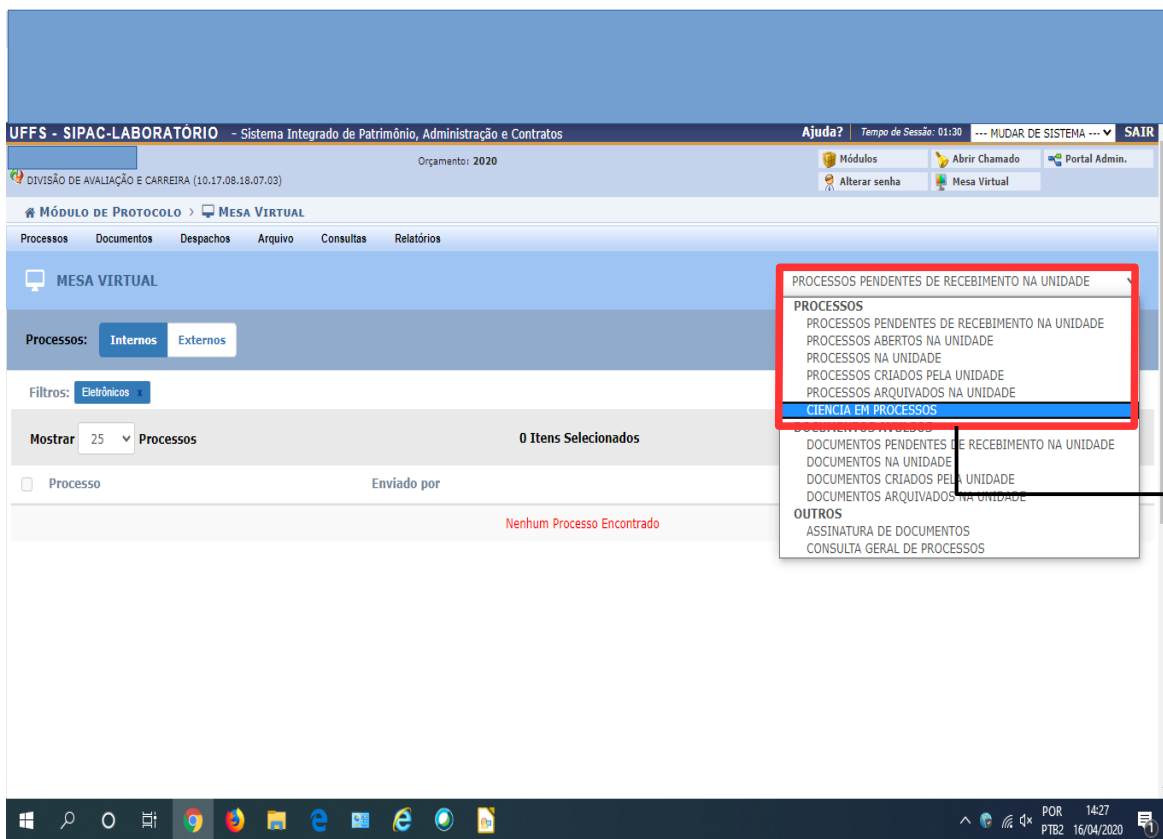 UFFS - SIPAC-LABORATÓRIO - Sistema Integrado de Patrimônio, Administração e Contratos
Ajuda? Tempo de Sessão: 01:30 --- MUDAR DE SISTEMA --- SAIR
Orçamento: 2020
Módulos Abrir Chamado Portal Admin.
DIVISÃO DE AVALIAÇÃO E CARREIRA (10.17.08.18.07.03)
Alterar senha Mesa Virtual
MÓDULO DE PROTOCOLO > MESA VIRTUAL
Processos Documentos Despachos Arquivo Consultas Relatórios
MESA VIRTUAL
PROCESSOS PENDENTES DE RECEBIMENTO NA UNIDADE
PROCESSOS
PROCESSOS PENDENTES DE RECEBIMENTO NA UNIDADE
PROCESSOS ABERTOS NA UNIDADE
PROCESSOS NA UNIDADE
PROCESSOS CRIADOS PELA UNIDADE
PROCESSOS ARQUIVADOS NA UNIDADE
CIENCIA EM PROCESSOS
DOCUMENTOS AVULSOS
DOCUMENTOS PENDENTES DE RECEBIMENTO NA UNIDADE
DOCUMENTOS NA UNIDADE
DOCUMENTOS CRIADOS PELA UNIDADE
DOCUMENTOS ARQUIVADOS NA UNIDADE
OUTROS
ASSINATURA DE DOCUMENTOS
CONSULTA GERAL DE PROCESSOS
Processos: Internos Externos
Filtros: Eletrônicos x
Mostrar 25 Processos 0 Itens Selecionados
Processo Enviado por
Nenhum Processo Encontrado
POR 14:27
PTB2 16/04/2020
1